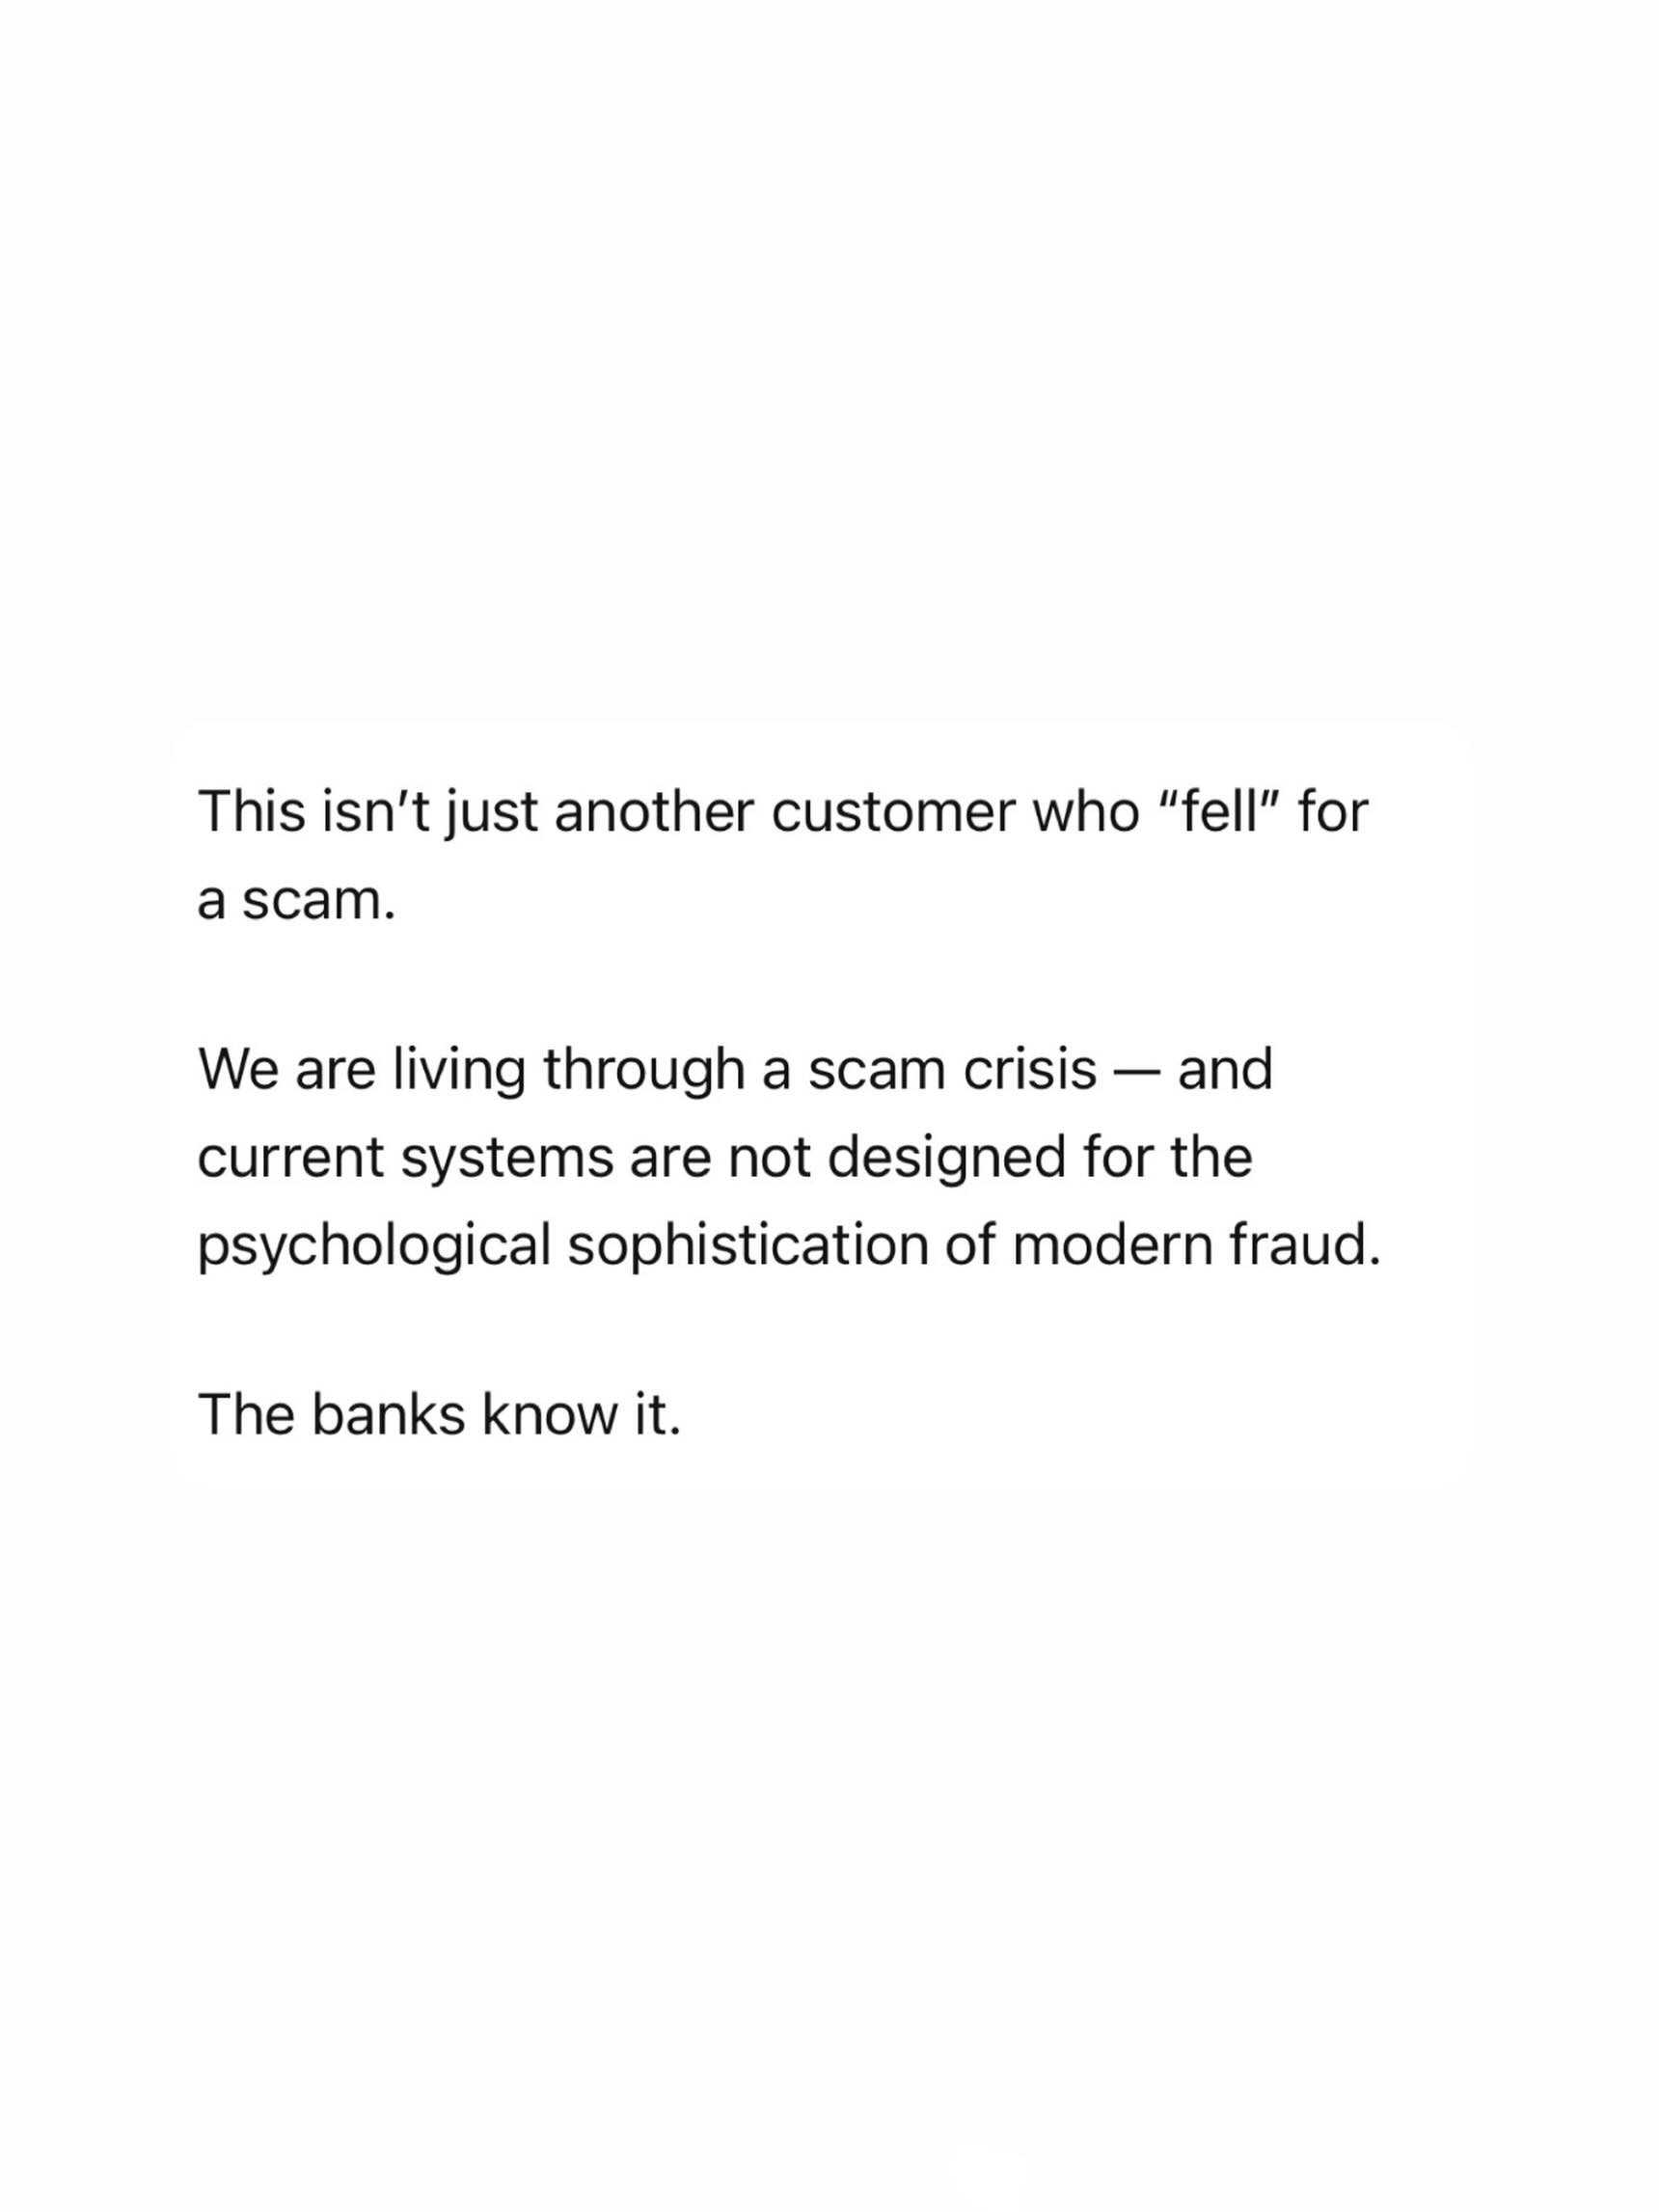 This isn’t just another customer who “fell” for
a scam.
We are living through a scam crisis — and
current systems are not designed for the
psychological sophistication of modern fraud.
The banks know it.